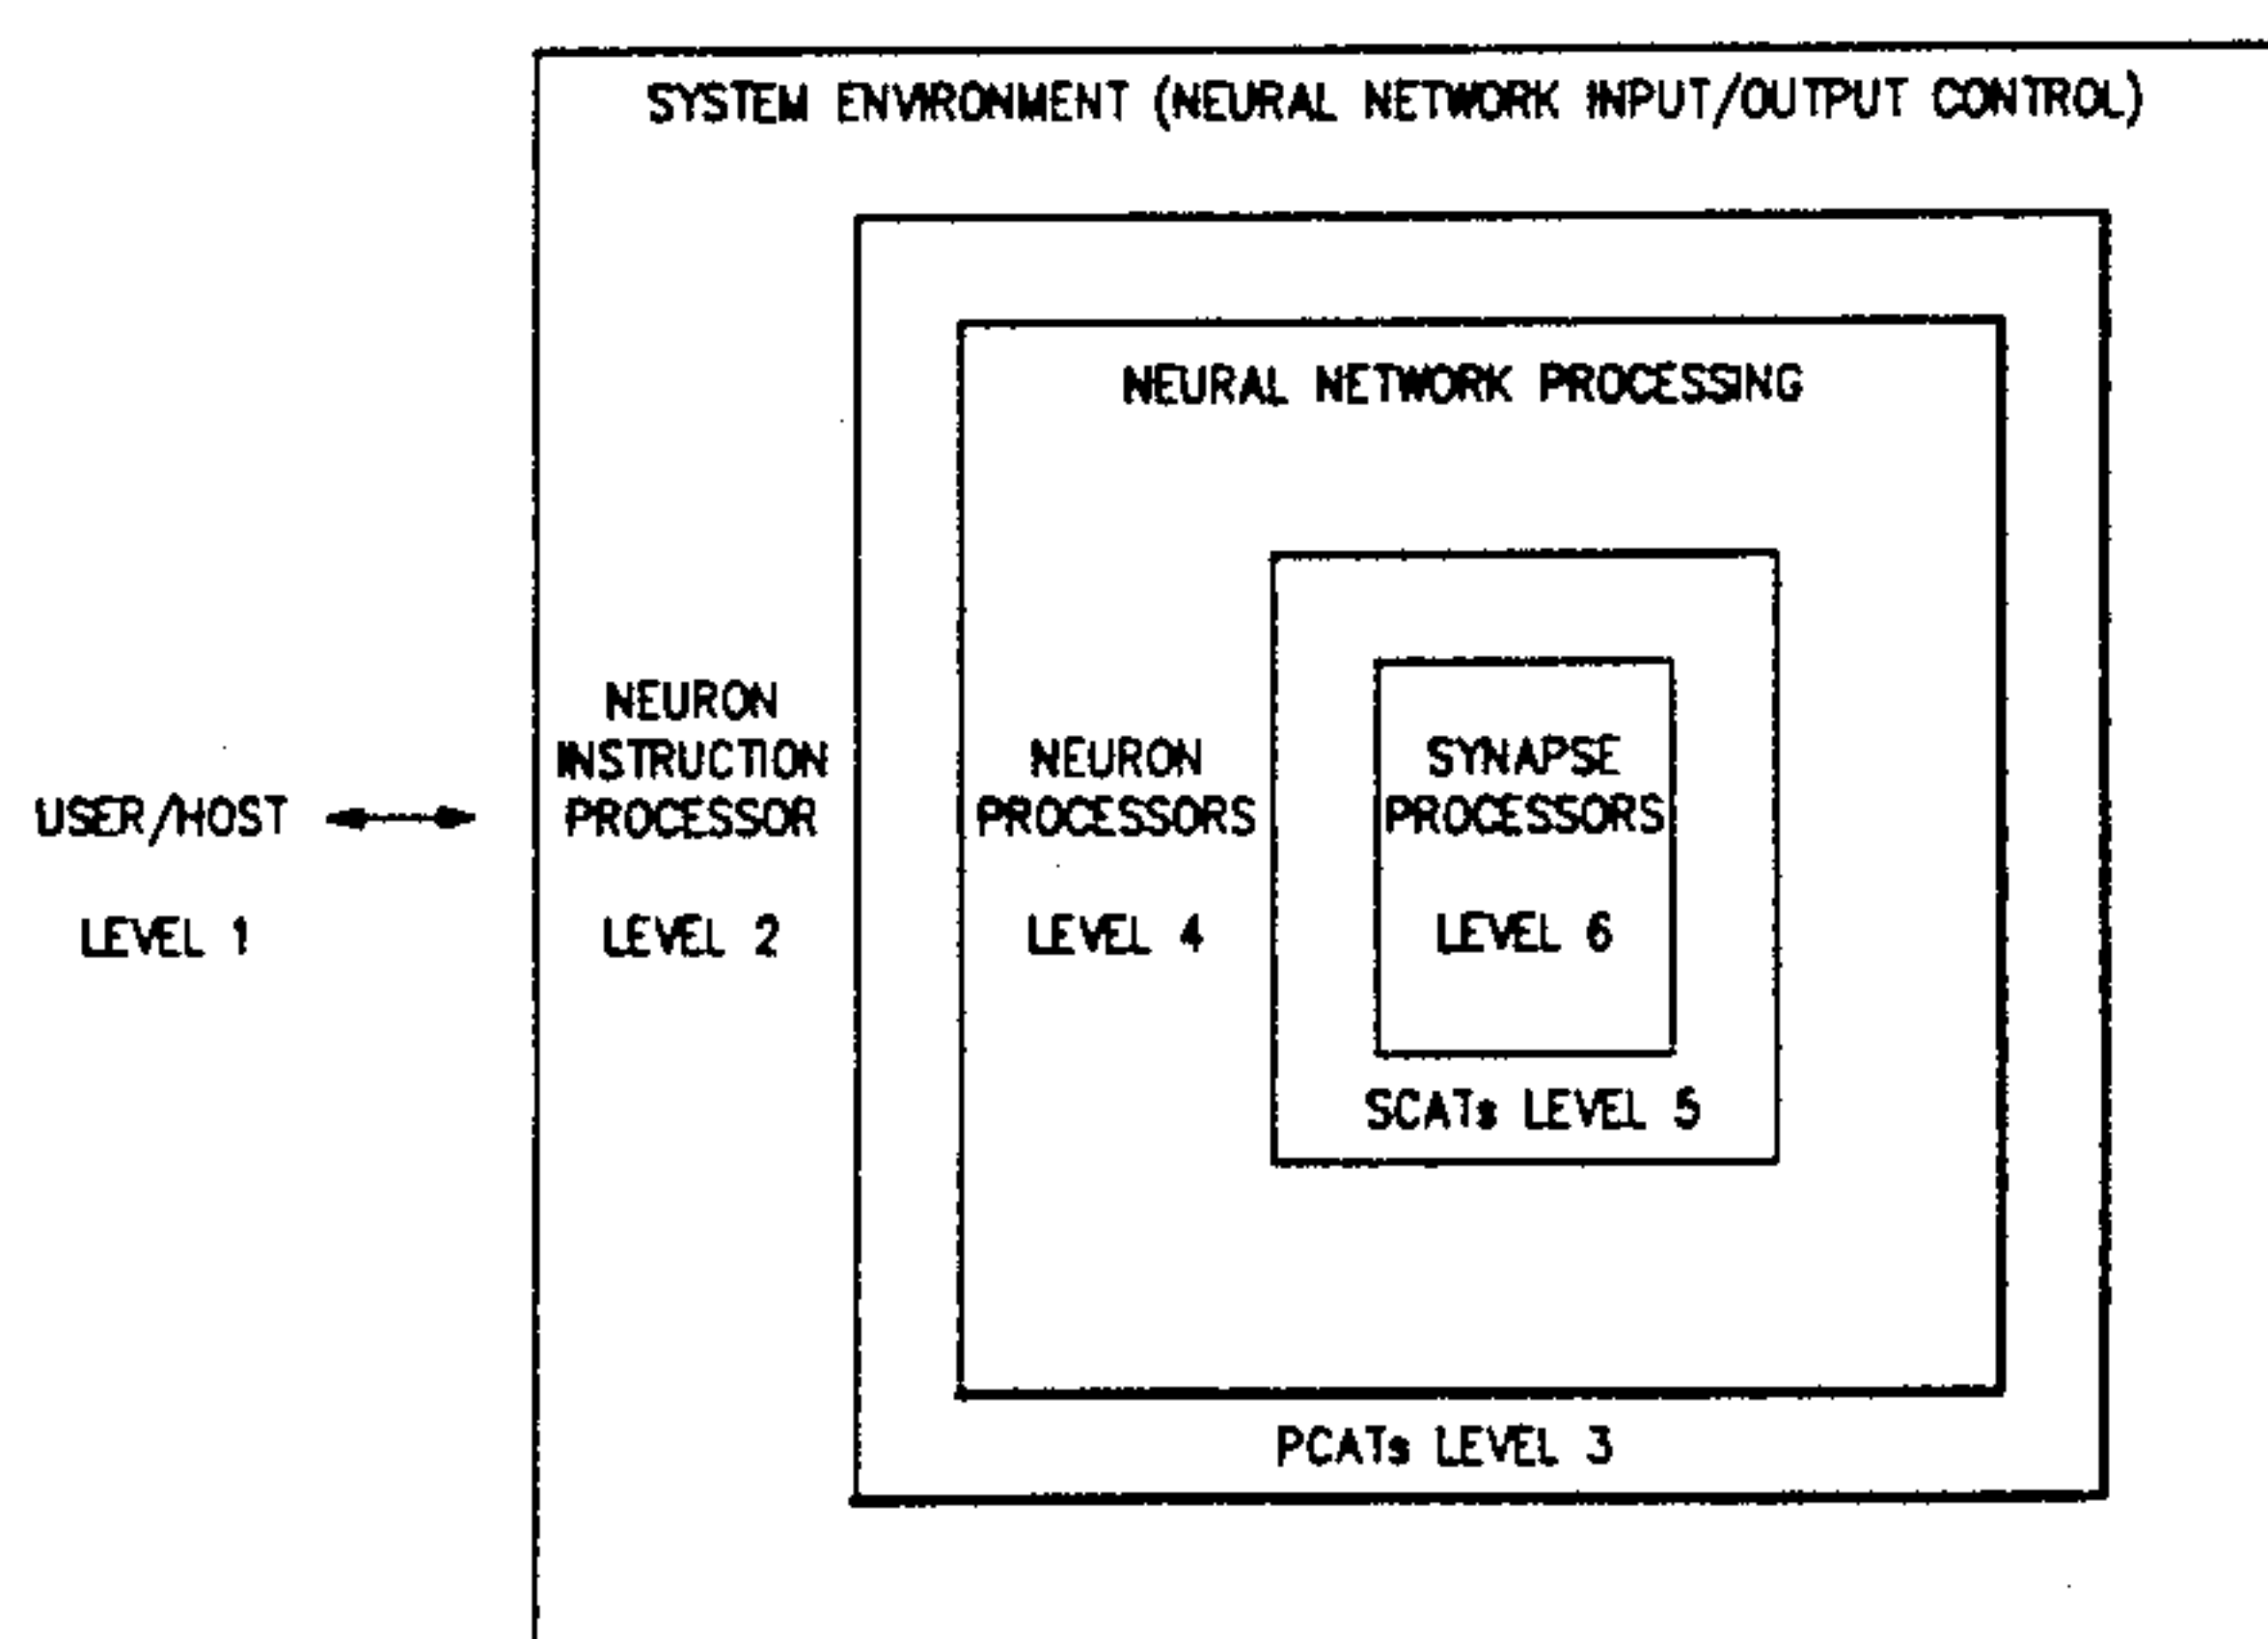 SYSTEM ENVIRONMENT (NEURAL NETWORK INPUT/OUTPUT CONTROL)
NEURAL NETWORK PROCESSING
USER/HOST
LEVEL 1
NEURON
INSTRUCTION
PROCESSOR
LEVEL 2
NEURON
PROCESSORS
LEVEL 4
SYNAPSE
PROCESSORS
LEVEL 6
SCATs LEVEL 5
PCATs LEVEL 3